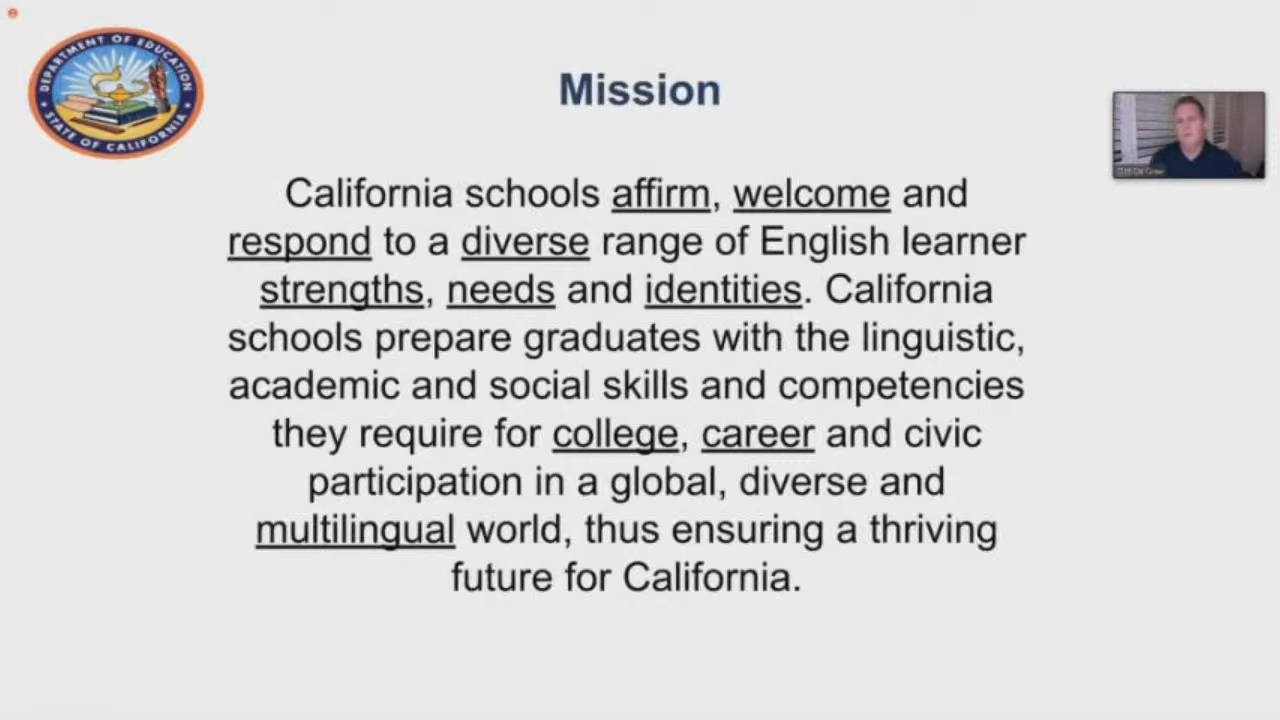 DEPARTMENT OF EDUCATION
STATE OF CALIFORNIA
Mission
California schools affirm, welcome and
respond to a diverse range of English learner
strengths, needs and identities. California
schools prepare graduates with the linguistic,
academic and social skills and competencies
they require for college, career and civic
participation in a global, diverse and
multilingual world, thus ensuring a thriving
future for California.